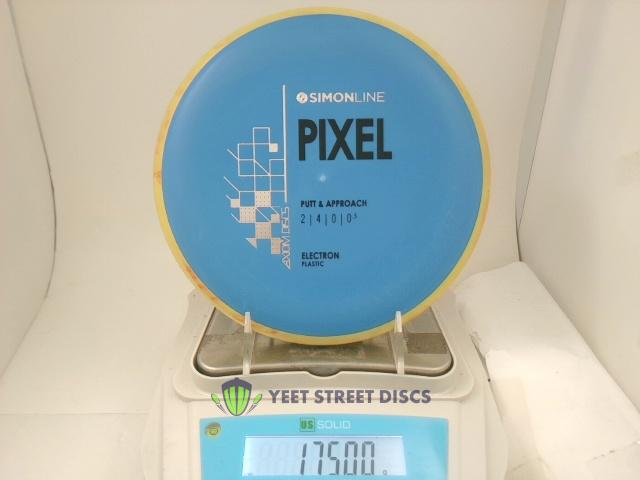 SIMONLINE
PIXEL
PUTT & APPROACH
2 | 4 | 0 | 0.5
ELECTRON
PLASTIC
AXIOM DISCS
YEET STREET DISCS
US SOLID
175.00 g